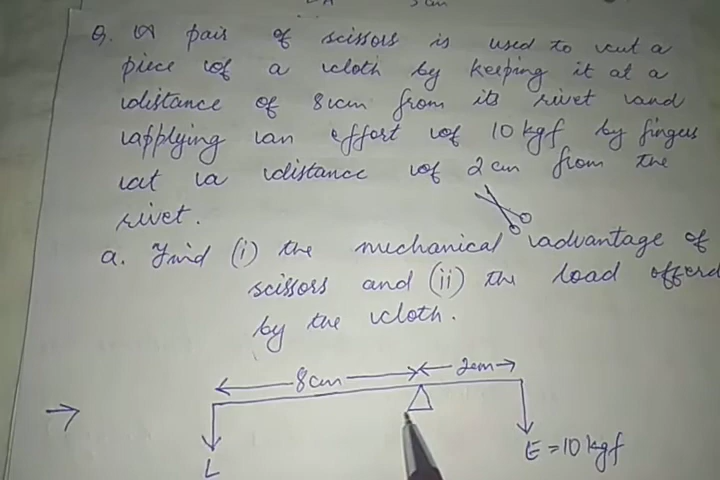 Q. A pair of scissors is used to cut a
piece of a cloth by keeping it at a
distance of 8cm from its rivet and
applying an effort of 10 kgf by fingers
at a distance of 2 cm from the
rivet.
a. Find (i) the mechanical advantage of
scissors and (ii) the load offerd
by the cloth.
8cm 2cm
L E = 10 kgf